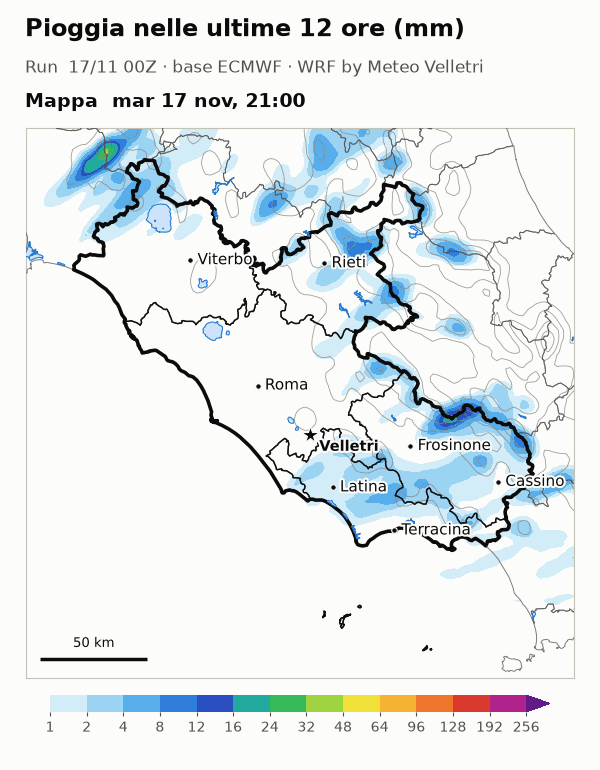 Pioggia nelle ultime 12 ore (mm)
Run  17/11 00Z · base ECMWF · WRF by Meteo Velletri
Mappa  mar 17 nov, 21:00
Viterbo
Rieti
Roma
Velletri
Frosinone
Latina
Cassino
Terracina
50 km
1 2 4 8 12 16 24 32 48 64 96 128 192 256